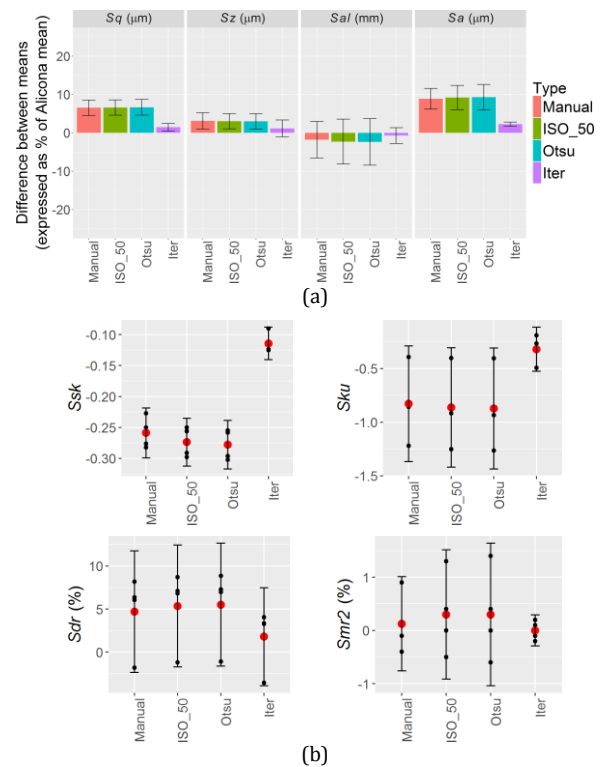 Sq (μm) Sz (μm) Sal (mm) Sa (μm)
Difference between means
(expressed as % of Alicona mean)
20
10
0
-10
-20
Manual ISO_50 Otsu Iter Manual ISO_50 Otsu Iter Manual ISO_50 Otsu Iter Manual ISO_50 Otsu Iter
Type
Manual
ISO_50
Otsu
Iter
(a)
Ssk
-0.10
-0.15
-0.20
-0.25
-0.30
Manual ISO_50 Otsu Iter
Sku
-0.5
-1.0
-1.5
Manual ISO_50 Otsu Iter
Sdr (%)
10
5
0
Manual ISO_50 Otsu Iter
Smr2 (%)
1
0
-1
Manual ISO_50 Otsu Iter
(b)